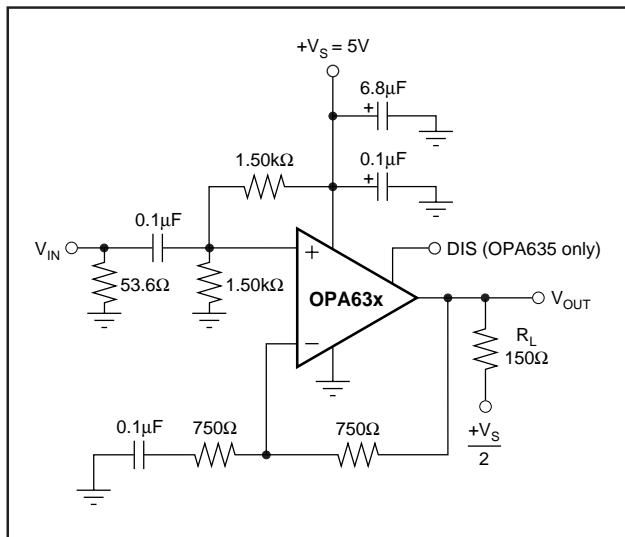 +V_S = 5V
6.8µF
+
1.50kΩ
0.1µF
+
0.1µF
V_IN
+
DIS (OPA635 only)
53.6Ω
1.50kΩ
OPA63x
V_OUT
−
R_L
150Ω
0.1µF
750Ω
750Ω
+V_S
2